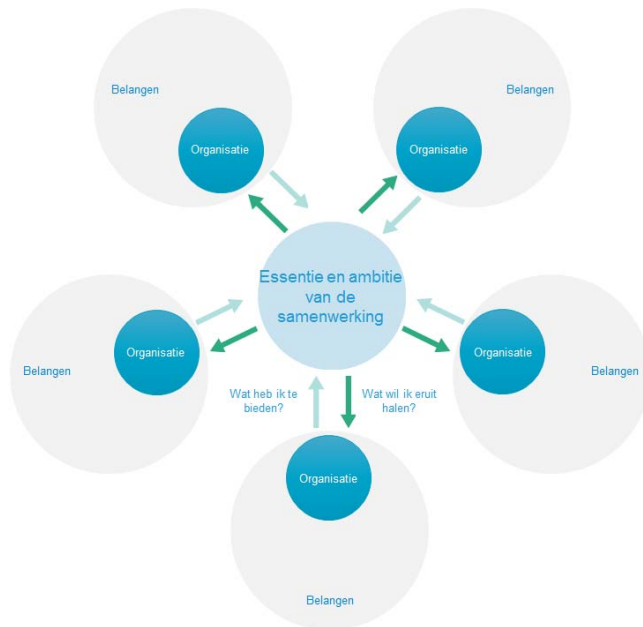 Belangen
Belangen
Organisatie
Organisatie
Essentie en ambitie
van de
samenwerking
Organisatie
Organisatie
Belangen
Belangen
Wat heb ik te
bieden?
Wat wil ik eruit
halen?
Organisatie
Belangen